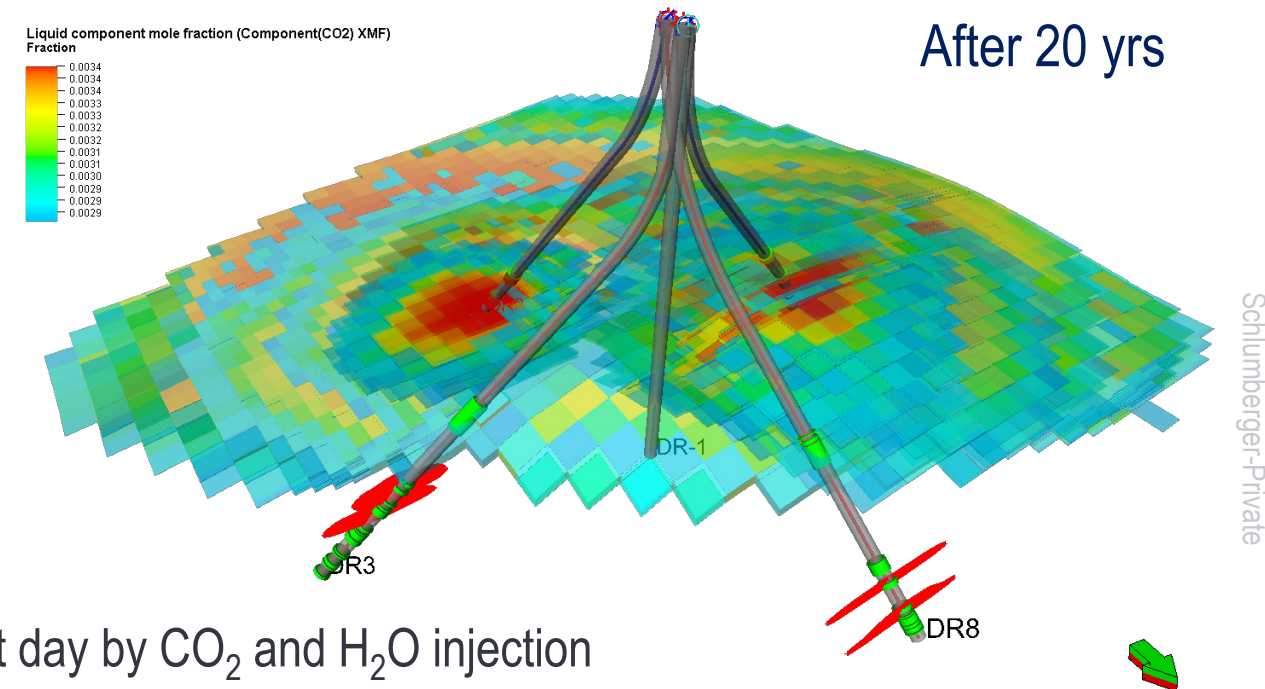 Liquid component mole fraction (Component(CO2) XMF)
Fraction
0.0034
0.0034
0.0034
0.0033
0.0033
0.0032
0.0032
0.0031
0.0031
0.0030
0.0029
0.0029
0.0029
After 20 yrs
DR-1
DR3
DR8
t day by CO₂ and H₂O injection
Schlumberger-Private